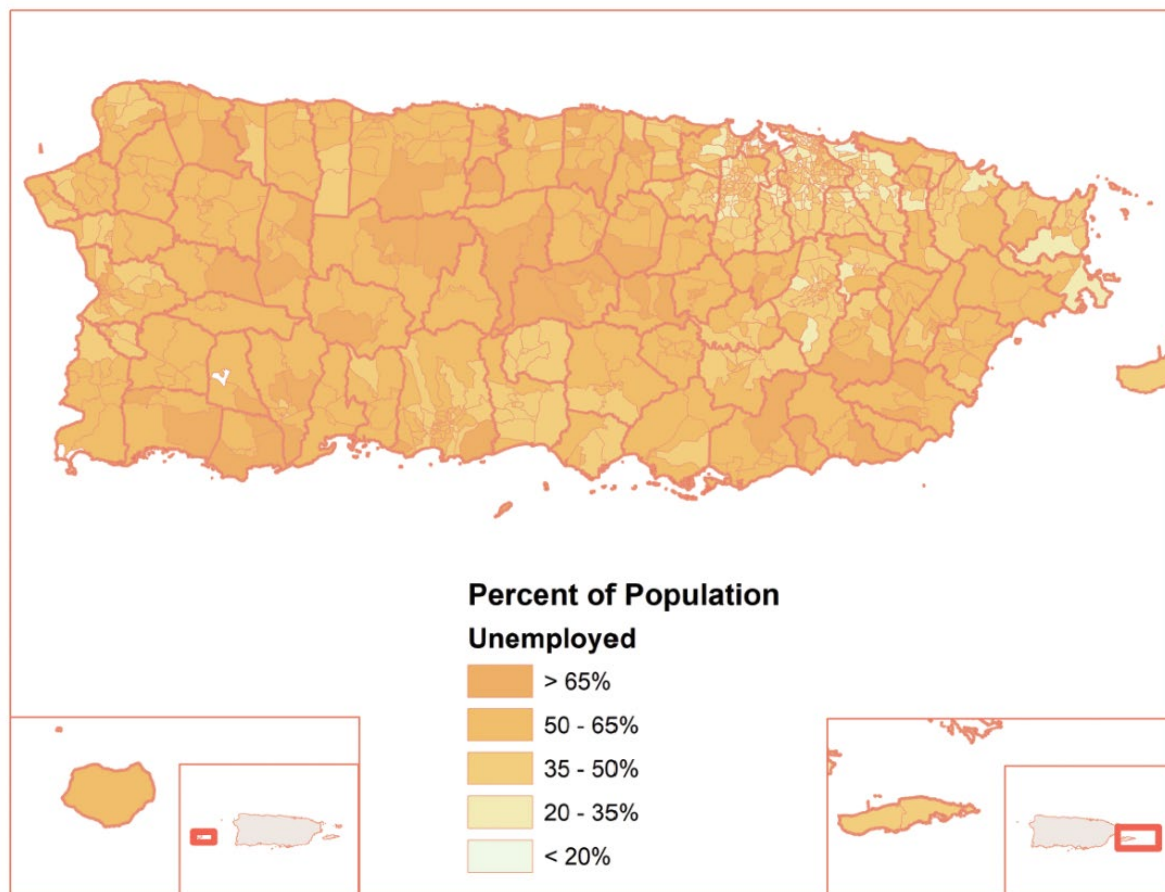 Percent of Population
Unemployed
> 65%
50 - 65%
35 - 50%
20 - 35%
< 20%